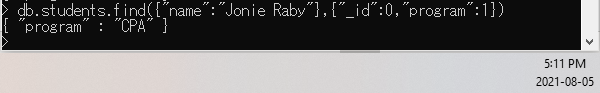 > db.students.find({"name":"Jonie Raby"},{"_id":0,"program":1})
{ "program" : "CPA" }
>
5:11 PM
2021-08-05